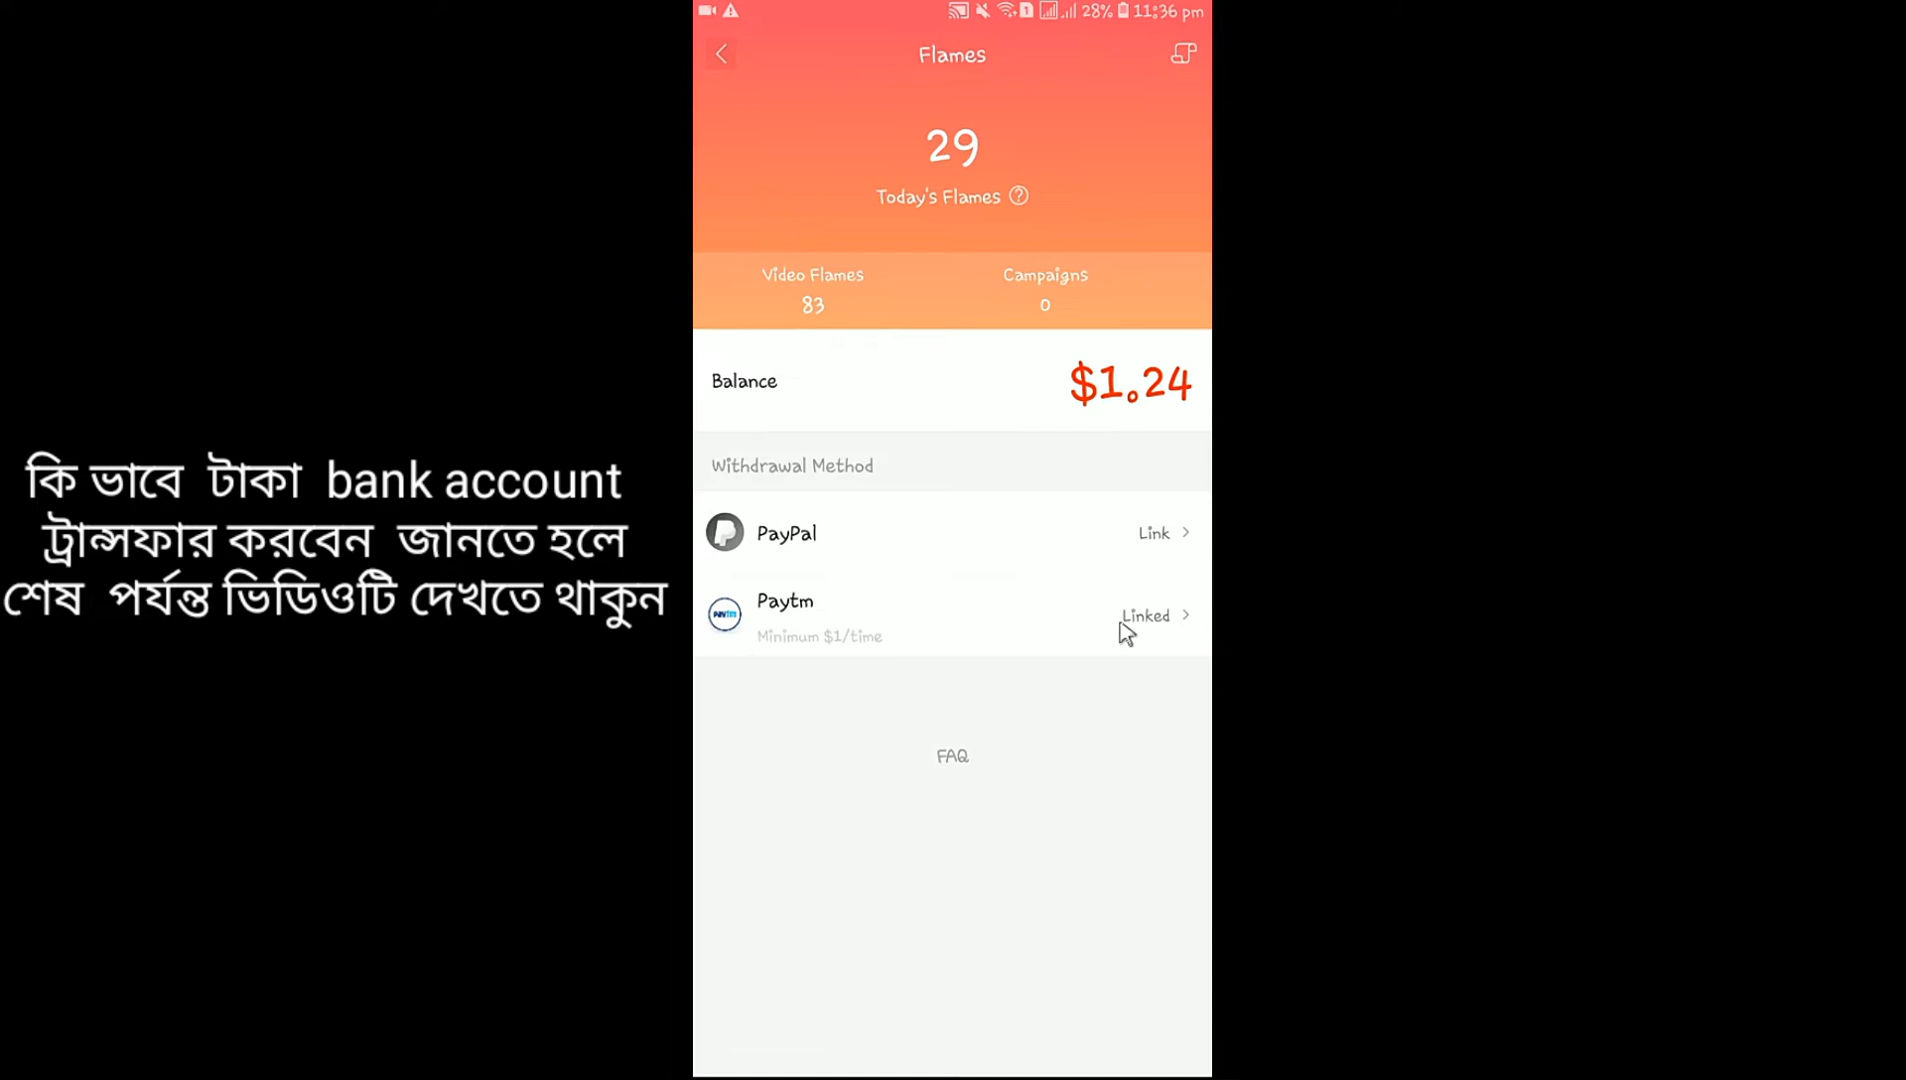 28% 11:36 pm
Flames
29
Today's Flames
Video Flames
Campaigns
83
0
Balance
$1.24
Withdrawal Method
PayPal
Link
Paytm
Linked
Minimum $1/time
FAQ
কি ভাবে টাকা bank account
ট্রান্সফার করবেন জানতে হলে
শেষ পর্যন্ত ভিডিওটি দেখতে থাকুন